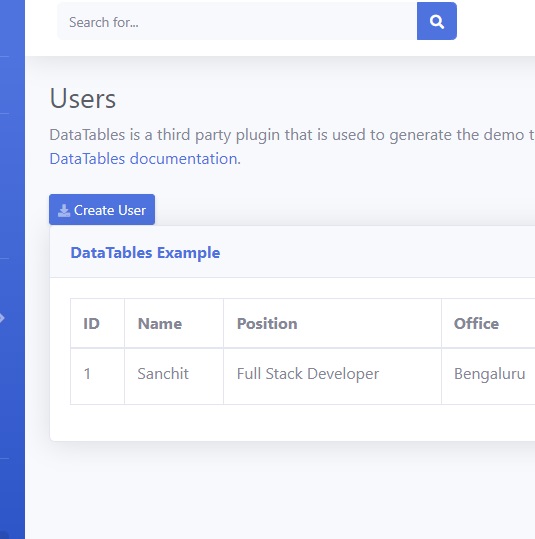 Search for...
Users
DataTables is a third party plugin that is used to generate the demo t
DataTables documentation.
Create User
DataTables Example
ID Name Position Office
1 Sanchit Full Stack Developer Bengaluru